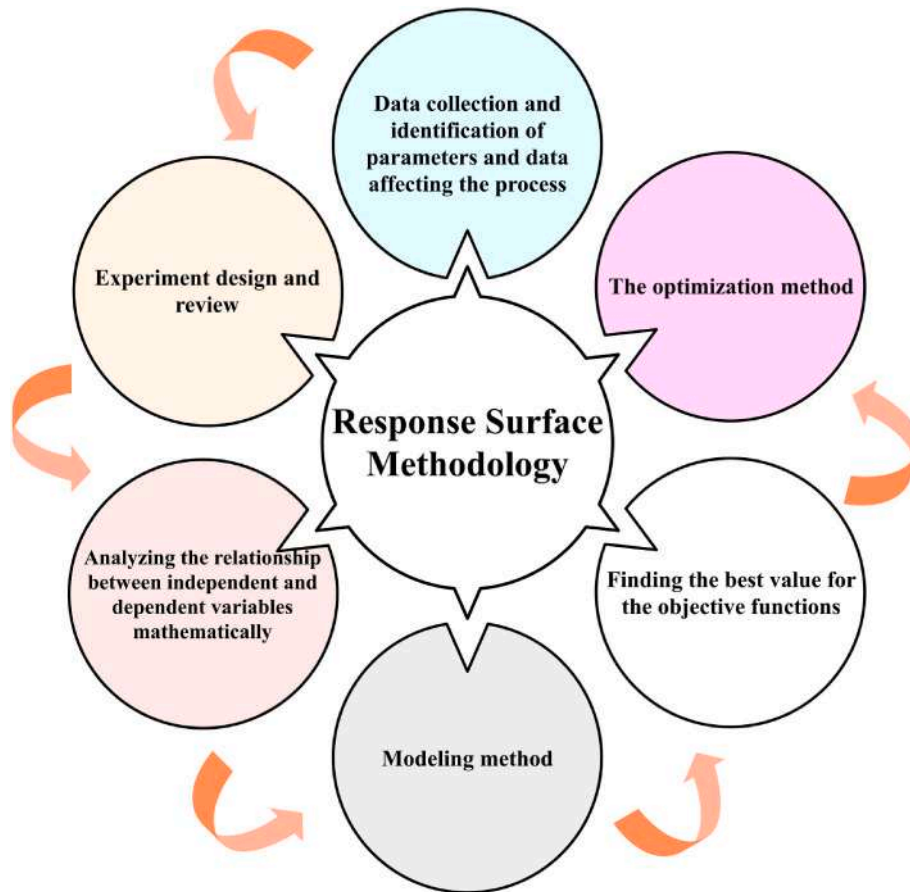 Data collection and
identification of
parameters and data
affecting the process
Experiment design and
review
Analyzing the relationship
between independent and
dependent variables
mathematically
Modeling method
Finding the best value for
the objective functions
The optimization method
Response Surface
Methodology